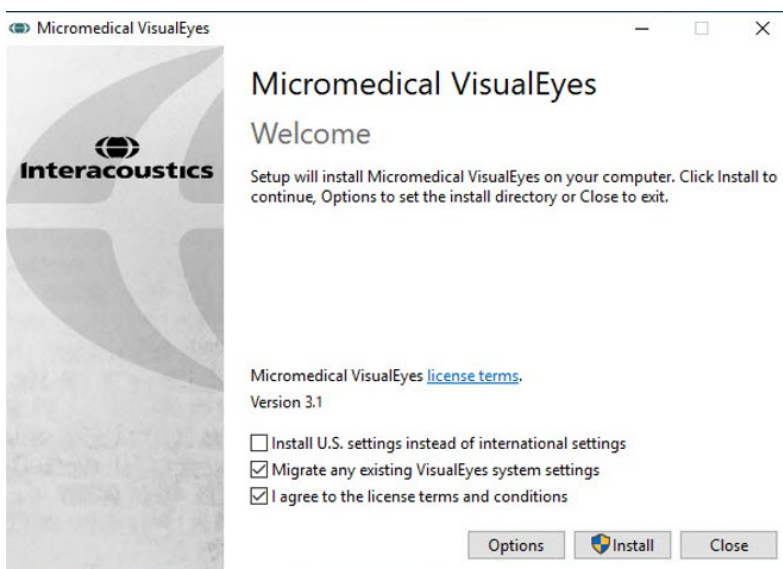 Micromedical VisualEyes
Micromedical VisualEyes
Welcome
Interacoustics
Setup will install Micromedical VisualEyes on your computer. Click Install to
continue, Options to set the install directory or Close to exit.
Micromedical VisualEyes license terms.
Version 3.1
Install U.S. settings instead of international settings
Migrate any existing VisualEyes system settings
I agree to the license terms and conditions
Options Install Close